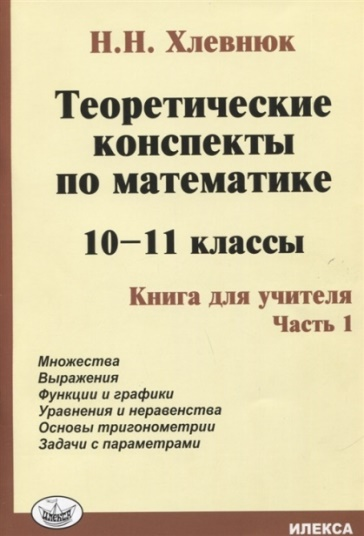 Н.Н. Хлевнюк
Теоретические
конспекты
по математике
10–11 классы
Книга для учителя
Часть 1
Множества
Выражения
Функции и графики
Уравнения и неравенства
Основы тригонометрии
Задачи с параметрами
ИЛЕКСА
ИЛЕКСА